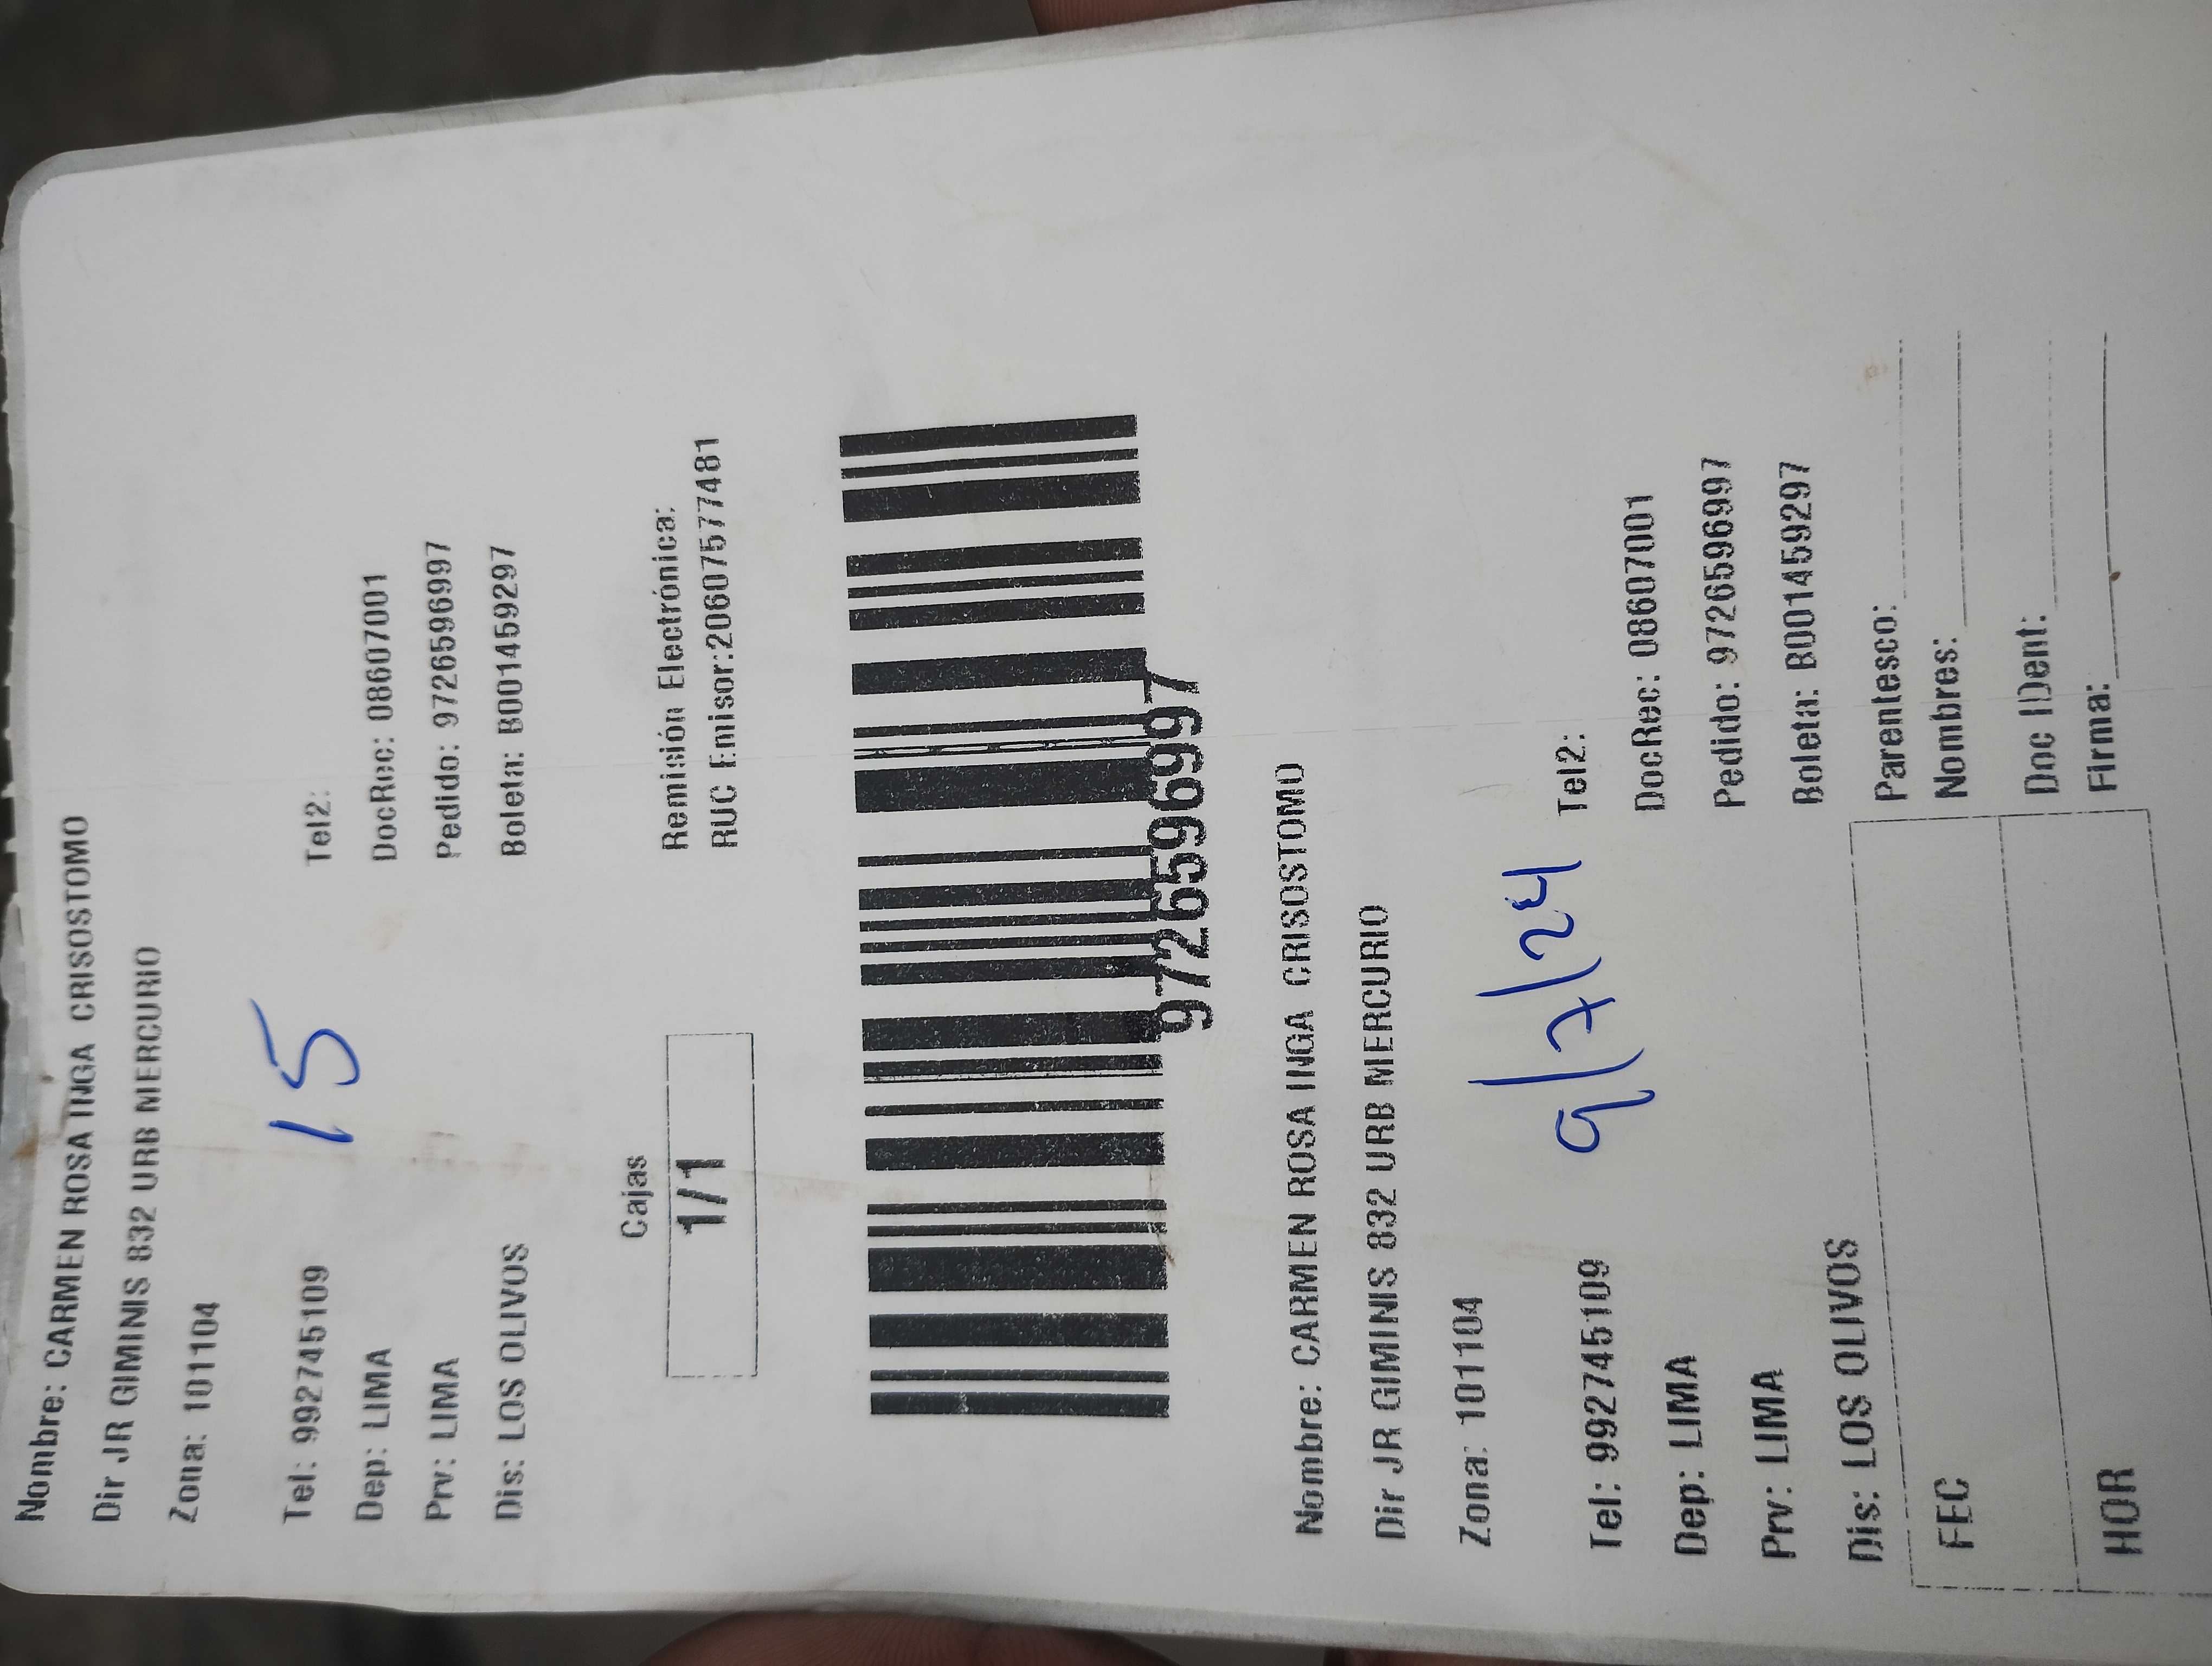 Nombre: CARMEN ROSA INGA CRISOSTOMO
Dir JR GIMINIS 832 URB MERCURIO
Zona: 101104
15
Tel: 992745109 Tel2:
Dep: LIMA DocRec: 08607001
Prv: LIMA Pedido: 97265969​97
Dis: LOS OLIVOS Boleta: B001459297
Cajas
1/1
Remisión Electrónica:
RUC Emisor:20607577481
9726596997
Nombre: CARMEN ROSA INGA CRISOSTOMO
Dir JR GIMINIS 832 URB MERCURIO
Zona: 101104
9/7/24
Tel: 992745109 Tel2:
Dep: LIMA DocRec: 08607001
Prv: LIMA Pedido: 9726596997
Dis: LOS OLIVOS Boleta: B001459297
FEC
HOR
Parentesco:
Nombres:
Doc IDent:
Firma: